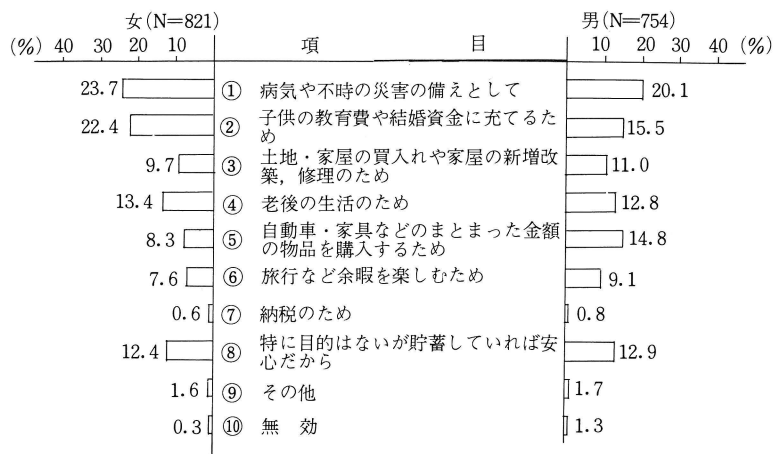 女(N=821) 男(N=754)
(%) 40 30 20 10 項 目 10 20 30 40 (%)
23.7 ① 病気や不時の災害の備えとして 20.1
22.4 ② 子供の教育費や結婚資金に充てるた
め 15.5
9.7 ③ 土地・家屋の買入れや家屋の新増改
築,修理のため 11.0
13.4 ④ 老後の生活のため 12.8
8.3 ⑤ 自動車・家具などのまとまった金額
の物品を購入するため 14.8
7.6 ⑥ 旅行など余暇を楽しむため 9.1
0.6 ⑦ 納税のため 0.8
12.4 ⑧ 特に目的はないが貯蓄していれば安
心だから 12.9
1.6 ⑨ その他 1.7
0.3 ⑩ 無 効 1.3